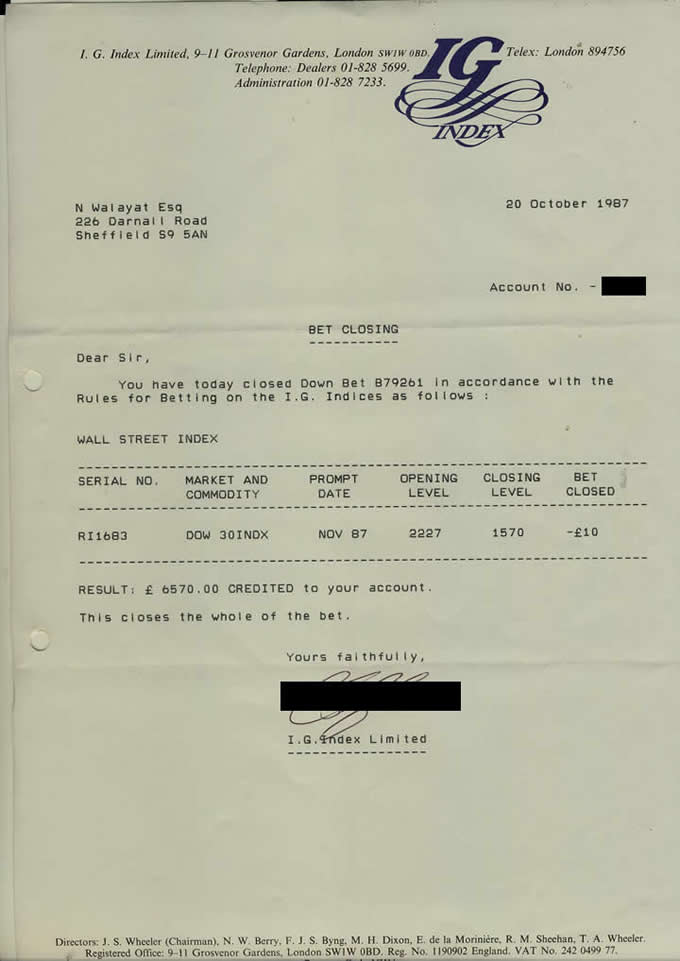 I. G. Index Limited, 9–11 Grosvenor Gardens, London SW1W 0BD.
Telex: London 894756
Telephone: Dealers 01-828 5699.
Administration 01-828 7233.
IG
INDEX
N Walayat Esq
226 Darnall Road
Sheffield S9 5AN
20 October 1987
Account No. -
BET CLOSING
Dear Sir,
You have today closed Down Bet B79261 in accordance with the
Rules for Betting on the I.G. Indices as follows :
WALL STREET INDEX
SERIAL NO. MARKET AND PROMPT OPENING CLOSING BET
COMMODITY DATE LEVEL LEVEL CLOSED
RI1683 DOW 30INDX NOV 87 2227 1570 -£10
RESULT: £ 6570.00 CREDITED to your account.
This closes the whole of the bet.
Yours faithfully,
I.G.Index Limited
Directors: J. S. Wheeler (Chairman), N. W. Berry, F. J. S. Byng, M. H. Dixon, E. de la Morinière, R. M. Sheehan, T. A. Wheeler.
Registered Office: 9–11 Grosvenor Gardens, London SW1W 0BD. Reg. No. 1190902 England. VAT No. 242 0499 77.